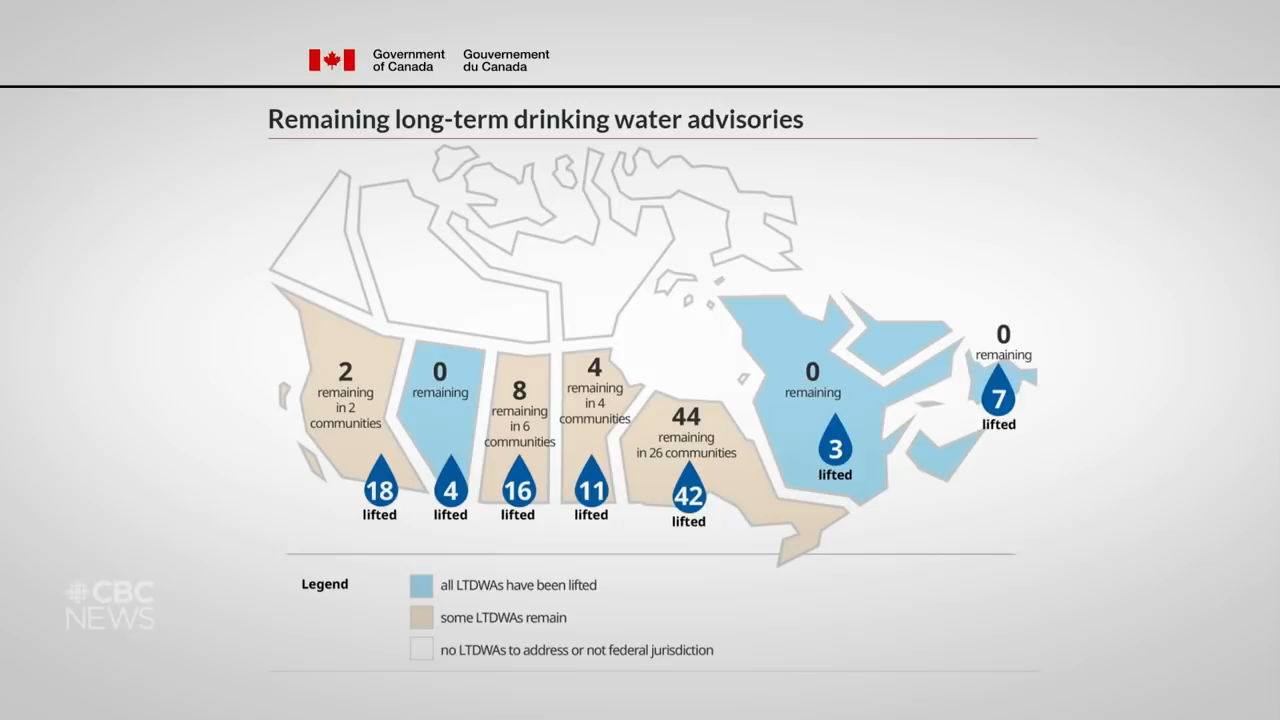 Government
of Canada
Gouvernement
du Canada
Remaining long-term drinking water advisories
2
remaining
in 2
communities
18
lifted
0
remaining
4
lifted
8
remaining
in 6
communities
16
lifted
4
remaining
in 4
communities
11
lifted
44
remaining
in 26 communities
42
lifted
0
remaining
3
lifted
0
remaining
7
lifted
Legend
all LTDWAs have been lifted
some LTDWAs remain
no LTDWAs to address or not federal jurisdiction
CBC
NEWS